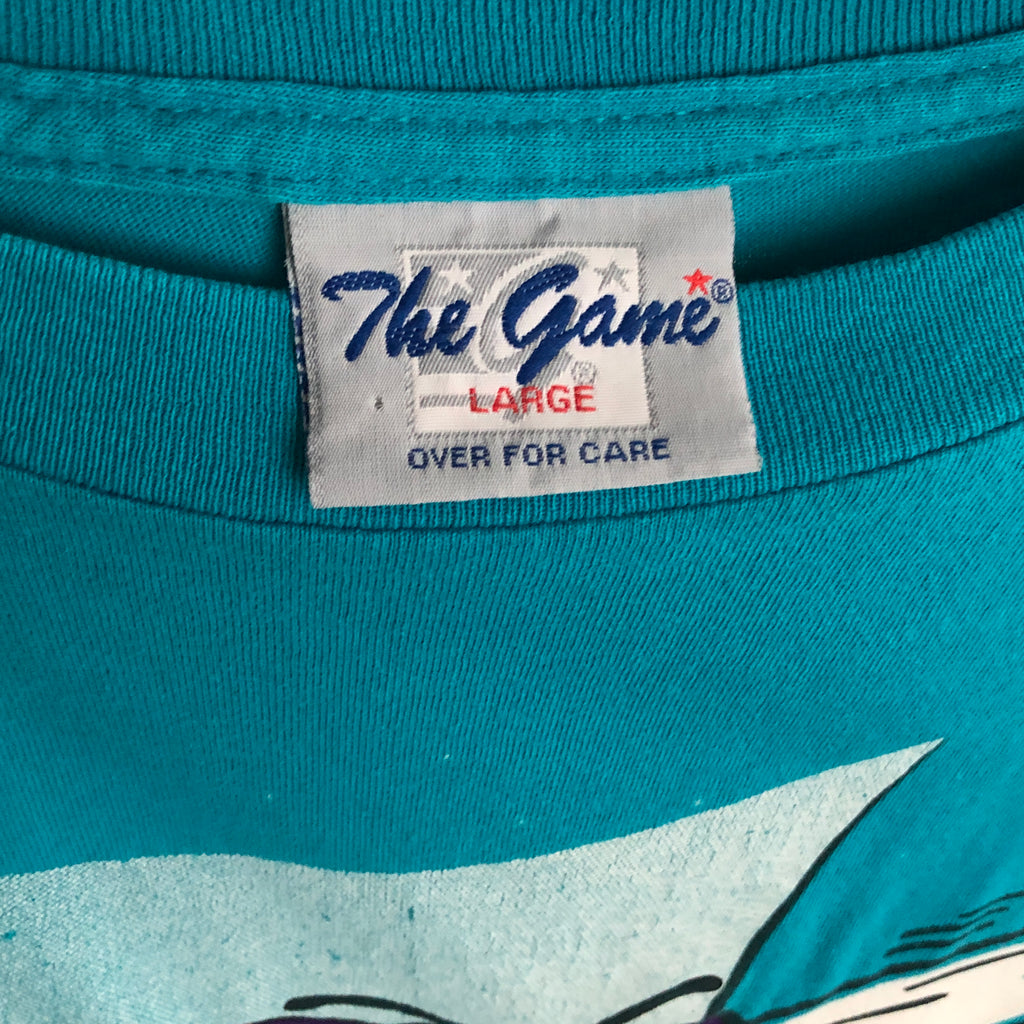 The Game®
®
LARGE
OVER FOR CARE